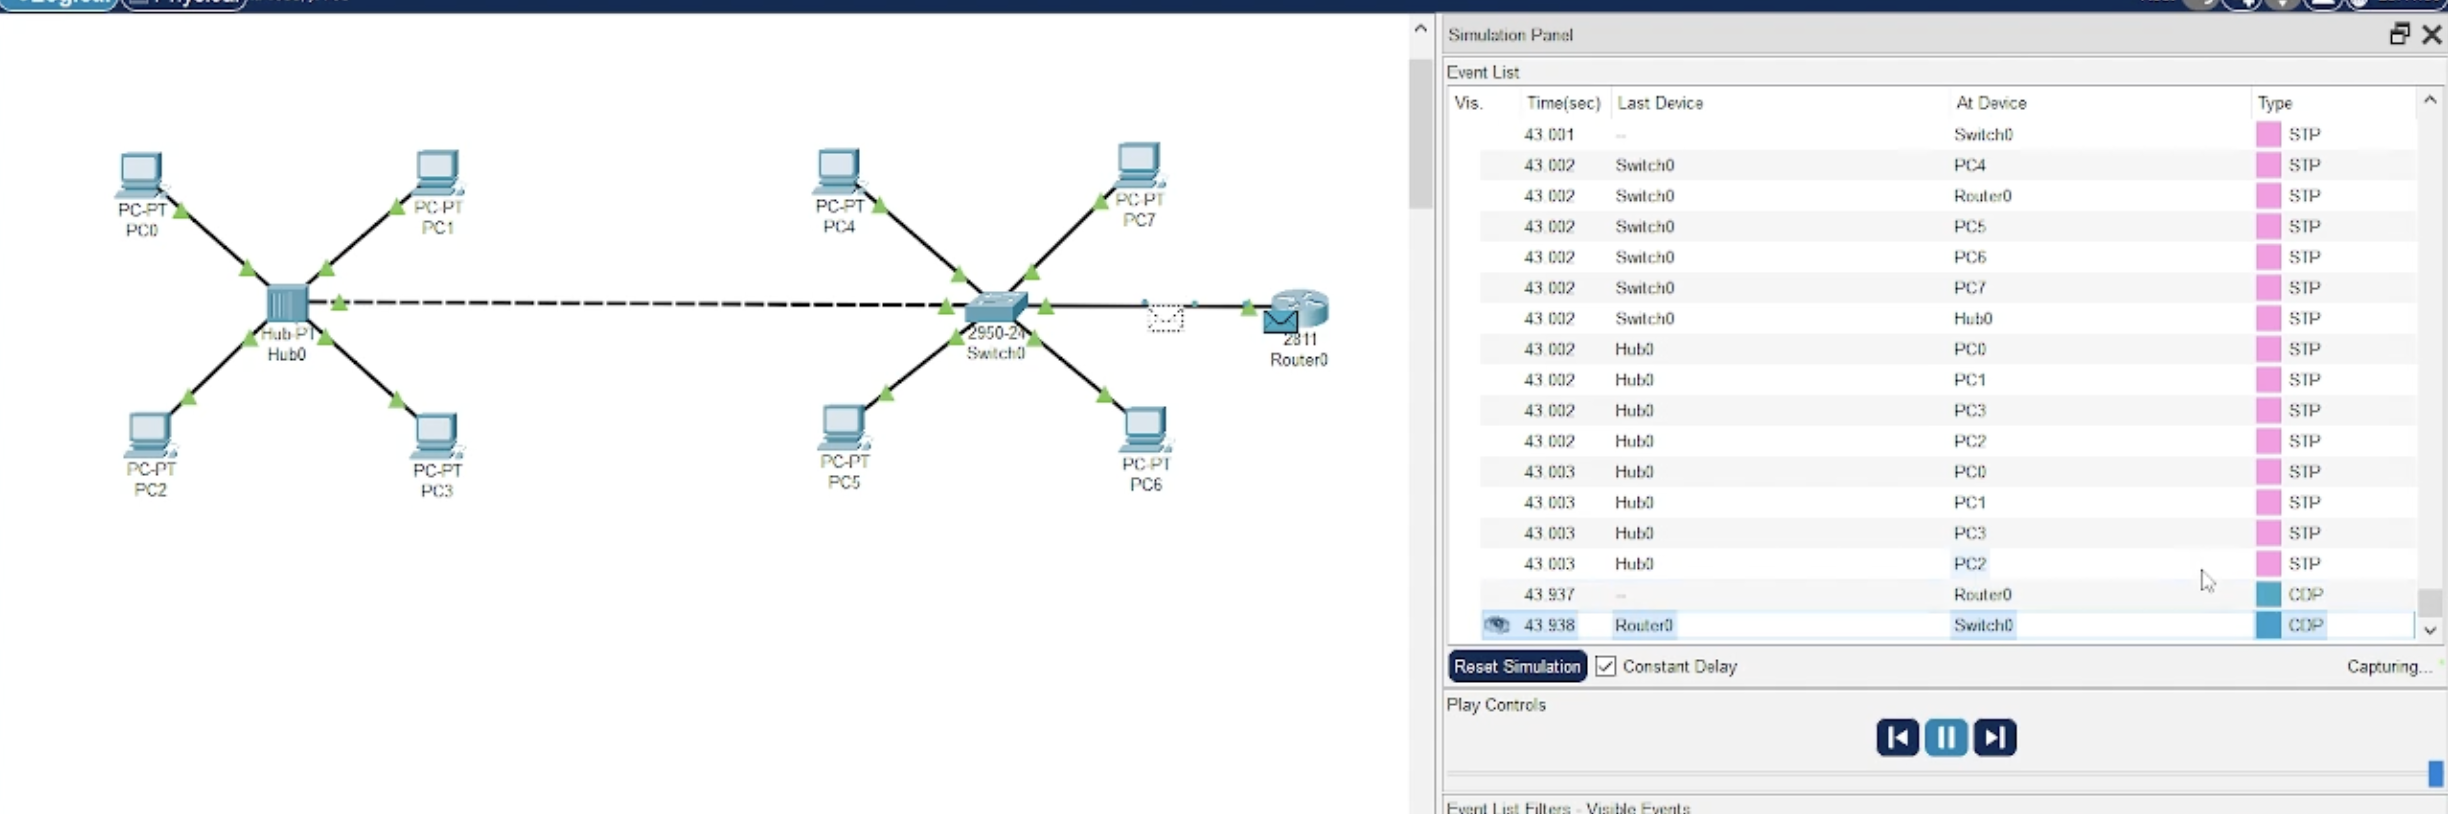 Logical Physical
Simulation Panel
Event List
Vis. Time(sec) Last Device At Device Type
43.001 -- Switch0 STP
43.002 Switch0 PC4 STP
43.002 Switch0 Router0 STP
43.002 Switch0 PC5 STP
43.002 Switch0 PC6 STP
43.002 Switch0 PC7 STP
43.002 Switch0 Hub0 STP
43.002 Hub0 PC0 STP
43.002 Hub0 PC1 STP
43.002 Hub0 PC3 STP
43.002 Hub0 PC2 STP
43.003 Hub0 PC0 STP
43.003 Hub0 PC1 STP
43.003 Hub0 PC3 STP
43.003 Hub0 PC2 STP
43.937 -- Router0 CDP
43.938 Router0 Switch0 CDP
Reset Simulation Constant Delay Capturing...
Play Controls
Event List Filters - Visible Events
PC-PT
PC0
PC-PT
PC1
PC-PT
PC4
PC-PT
PC7
Hub-PT
Hub0
2950-24
Switch0
2811
Router0
PC-PT
PC2
PC-PT
PC3
PC-PT
PC5
PC-PT
PC6